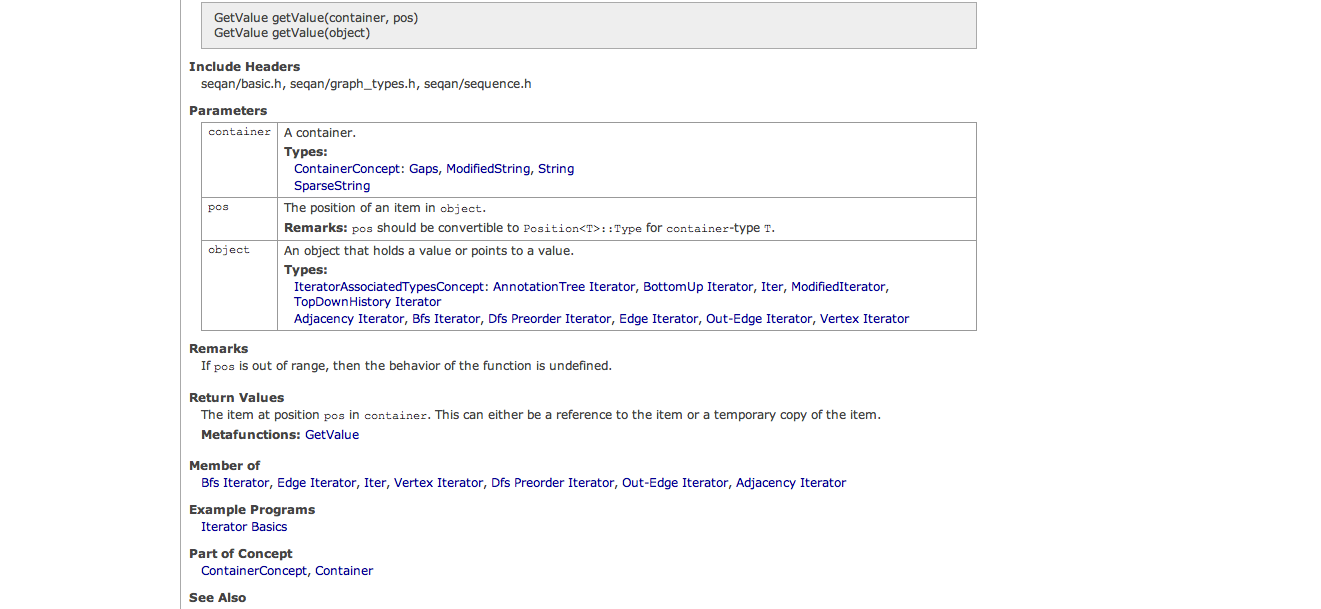 GetValue getValue(container, pos)
GetValue getValue(object)
Include Headers
seqan/basic.h, seqan/graph_types.h, seqan/sequence.h
Parameters
container A container.
Types:
ContainerConcept: Gaps, ModifiedString, String
SparseString
pos The position of an item in object.
Remarks: pos should be convertible to Position<T>::Type for container-type T.
object An object that holds a value or points to a value.
Types:
IteratorAssociatedTypesConcept: AnnotationTree Iterator, BottomUp Iterator, Iter, ModifiedIterator,
TopDownHistory Iterator
Adjacency Iterator, Bfs Iterator, Dfs Preorder Iterator, Edge Iterator, Out-Edge Iterator, Vertex Iterator
Remarks
If pos is out of range, then the behavior of the function is undefined.
Return Values
The item at position pos in container. This can either be a reference to the item or a temporary copy of the item.
Metafunctions: GetValue
Member of
Bfs Iterator, Edge Iterator, Iter, Vertex Iterator, Dfs Preorder Iterator, Out-Edge Iterator, Adjacency Iterator
Example Programs
Iterator Basics
Part of Concept
ContainerConcept, Container
See Also